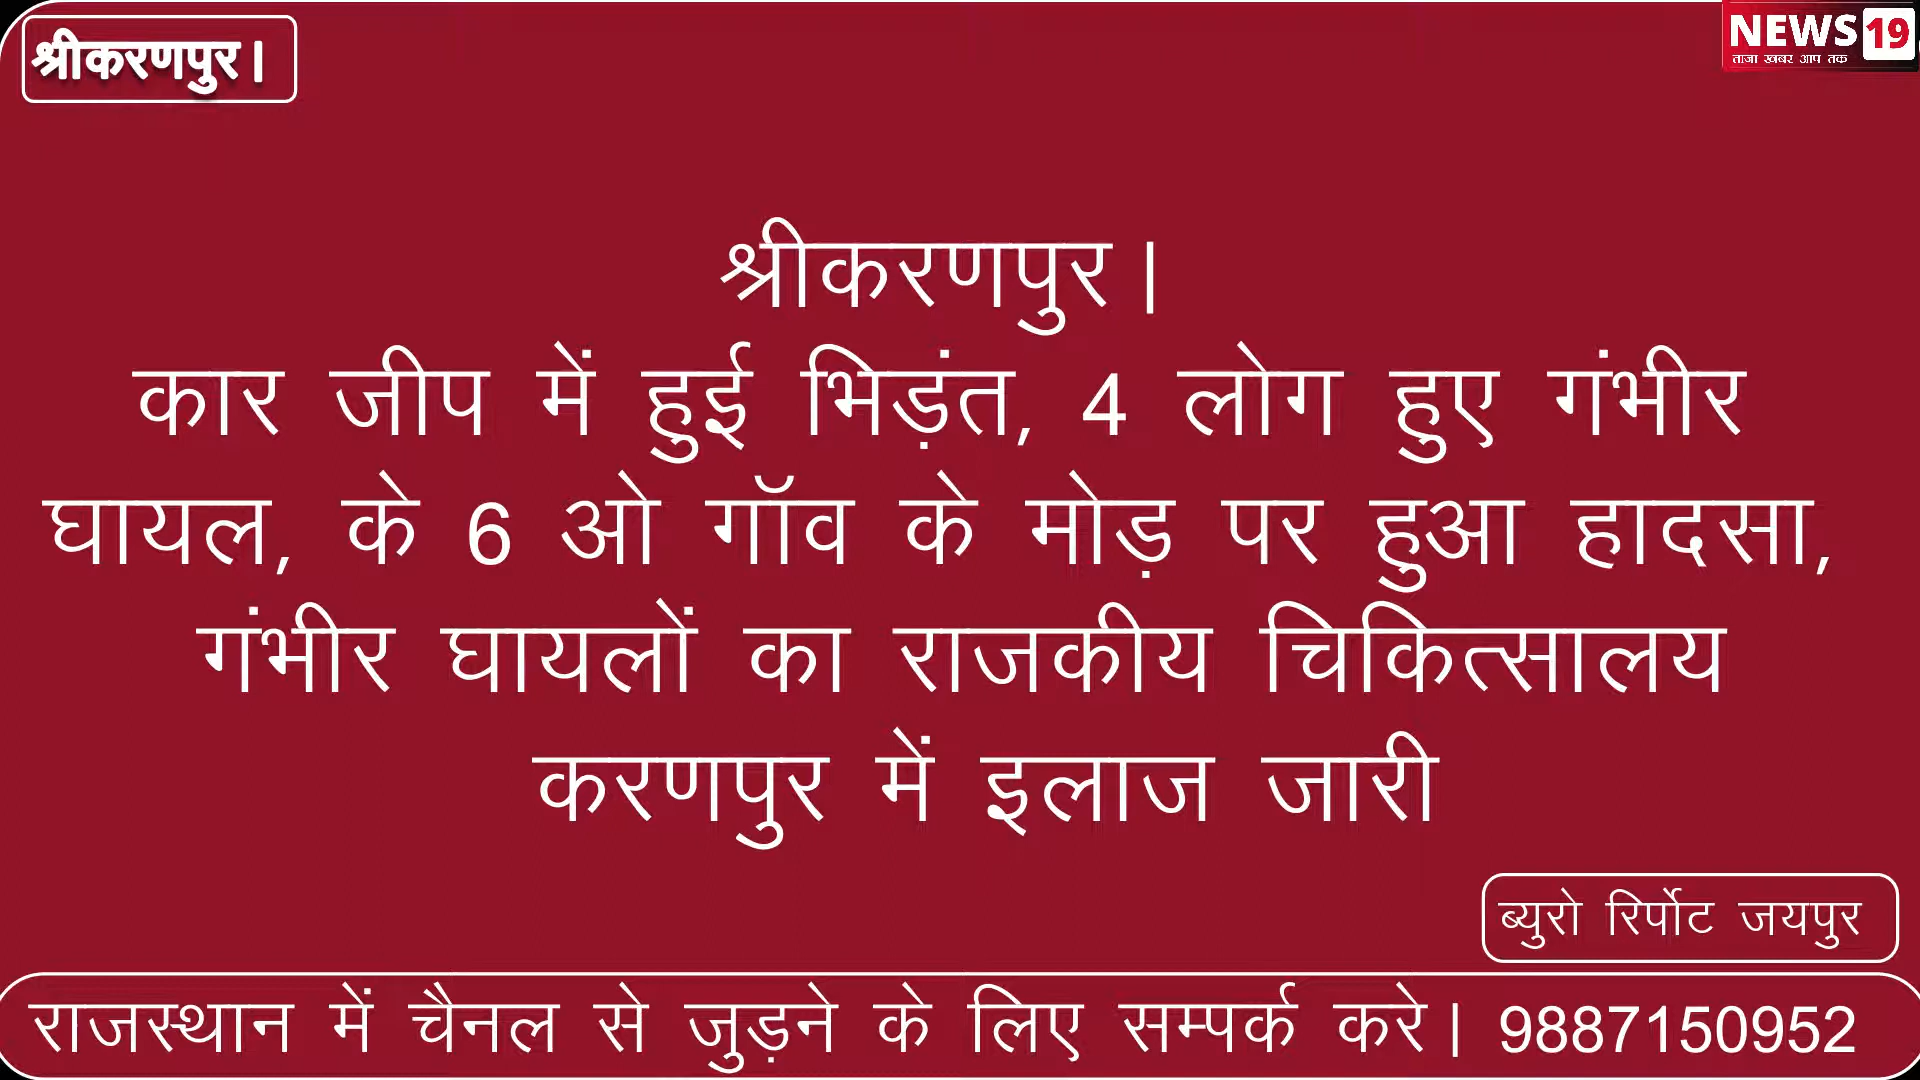 श्रीकरणपुर।
NEWS 19
ताजा खबर आप तक
श्रीकरणपुर।
कार जीप में हुई भिड़ंत, 4 लोग हुए गंभीर
घायल, के 6 ओ गॉव के मोड़ पर हुआ हादसा,
गंभीर घायलों का राजकीय चिकित्सालय
करणपुर में इलाज जारी
ब्युरो रिर्पोट जयपुर
राजस्थान में चैनल से जुड़ने के लिए सम्पर्क करे। 9887150952